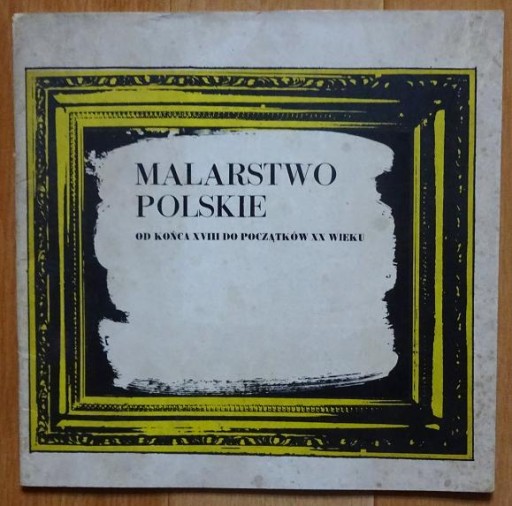 MALARSTWO
POLSKIE
OD KOŃCA XVIII DO POCZĄTKÓW XX WIEKU